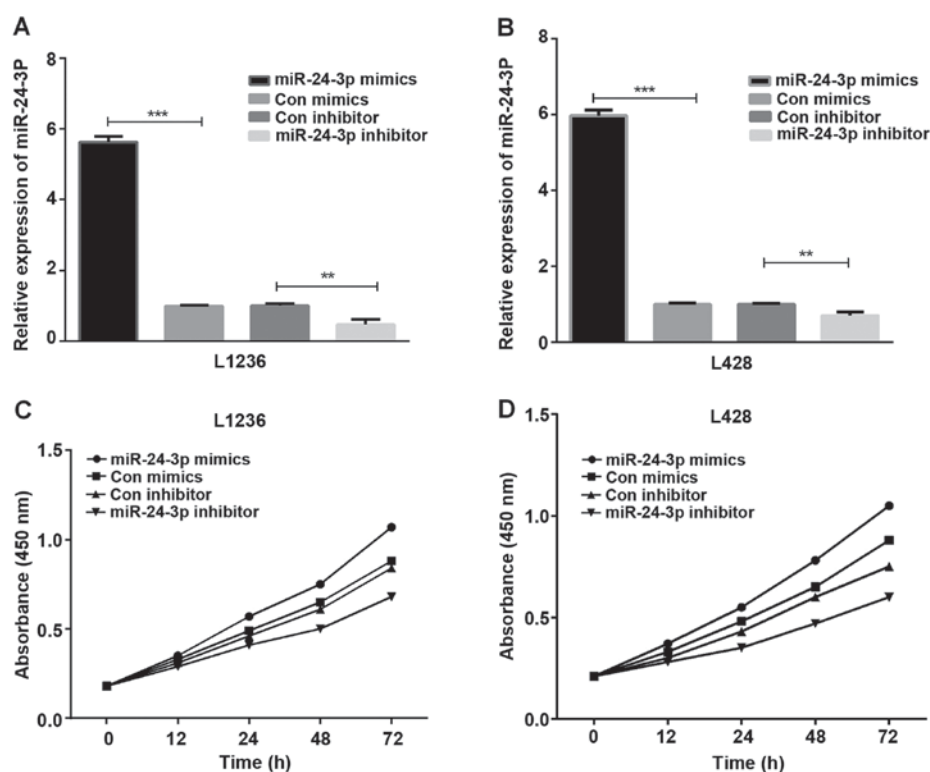 A
Relative expression of miR-24-3P
8
6
4
2
0
***
**
miR-24-3p mimics
Con mimics
Con inhibitor
miR-24-3p inhibitor
L1236
B
Relative expression of miR-24-3P
8
6
4
2
0
***
**
miR-24-3p mimics
Con mimics
Con inhibitor
miR-24-3p inhibitor
L428
C
L1236
Absorbance (450 nm)
1.5
1.0
0.5
0.0
miR-24-3p mimics
Con mimics
Con inhibitor
miR-24-3p inhibitor
0 12 24 48 72
Time (h)
D
L428
Absorbance (450 nm)
1.5
1.0
0.5
0.0
miR-24-3p mimics
Con mimics
Con inhibitor
miR-24-3p inhibitor
0 12 24 48 72
Time (h)